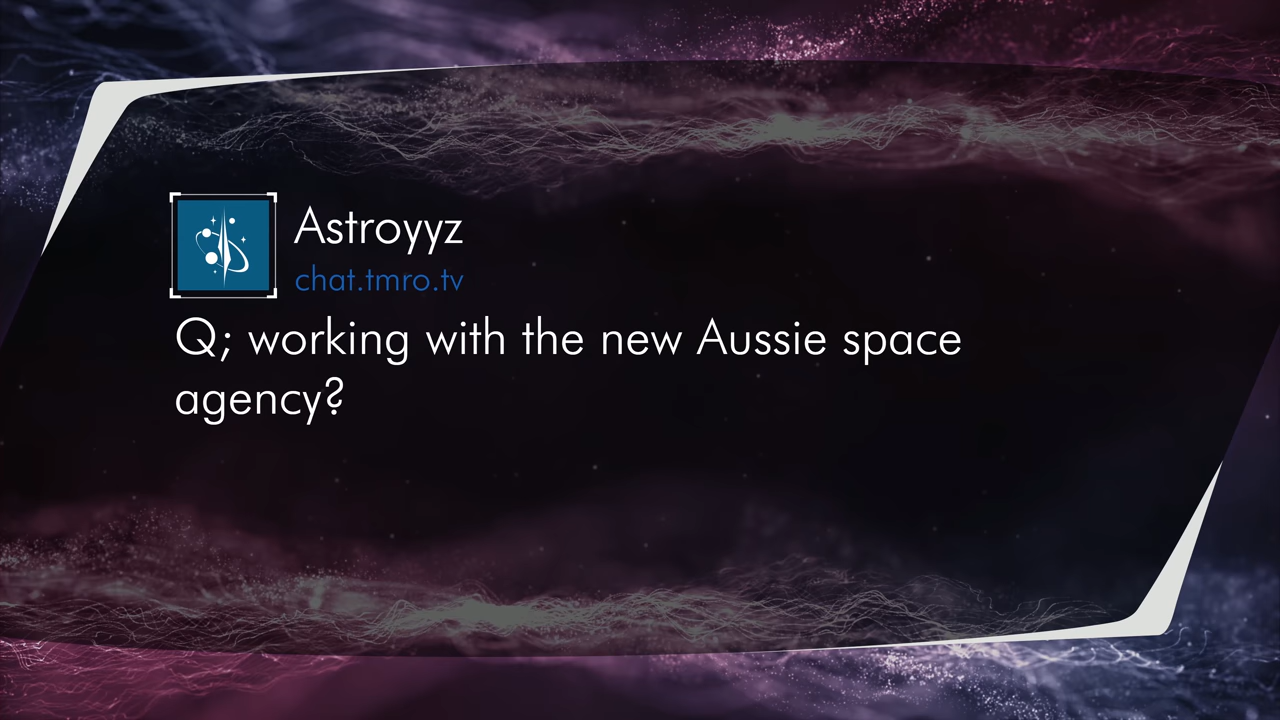 Astroyyz
chat.tmro.tv
Q; working with the new Aussie space
agency?